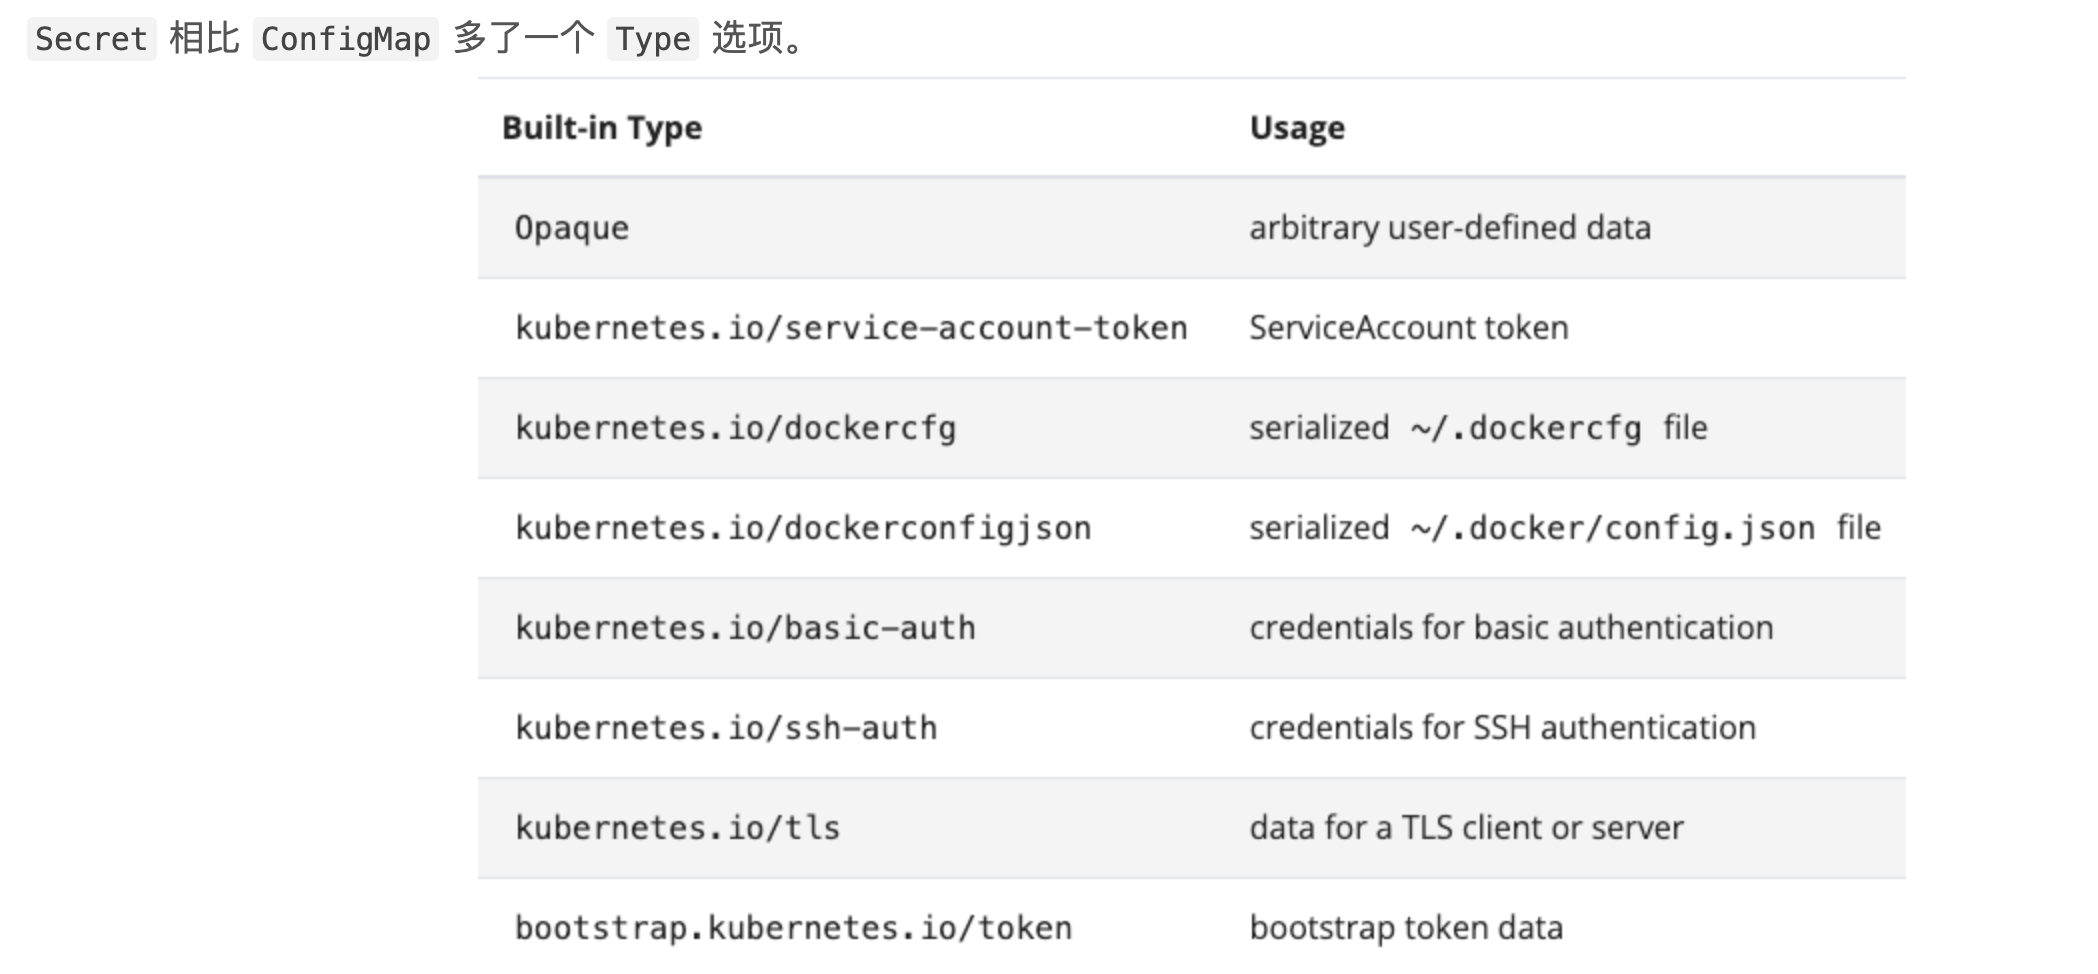 Secret 相比 ConfigMap 多了一个 Type 选项。
Built-in Type Usage
Opaque arbitrary user-defined data
kubernetes.io/service-account-token ServiceAccount token
kubernetes.io/dockercfg serialized ~/.dockercfg file
kubernetes.io/dockerconfigjson serialized ~/.docker/config.json file
kubernetes.io/basic-auth credentials for basic authentication
kubernetes.io/ssh-auth credentials for SSH authentication
kubernetes.io/tls data for a TLS client or server
bootstrap.kubernetes.io/token bootstrap token data